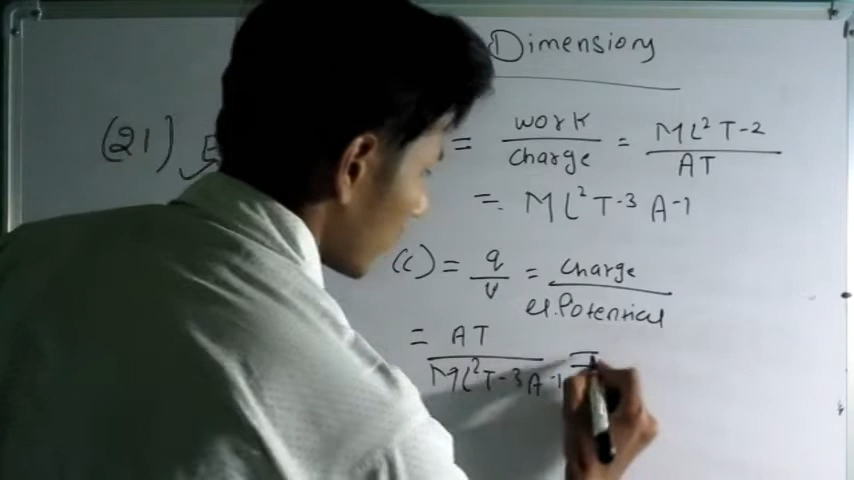 Dimension
(21) E = work/charge = ML²T-2/AT
= ML²T-3 A-1
(c) = q/v = charge/el.Potential
= AT/ML²T-3A-1 =